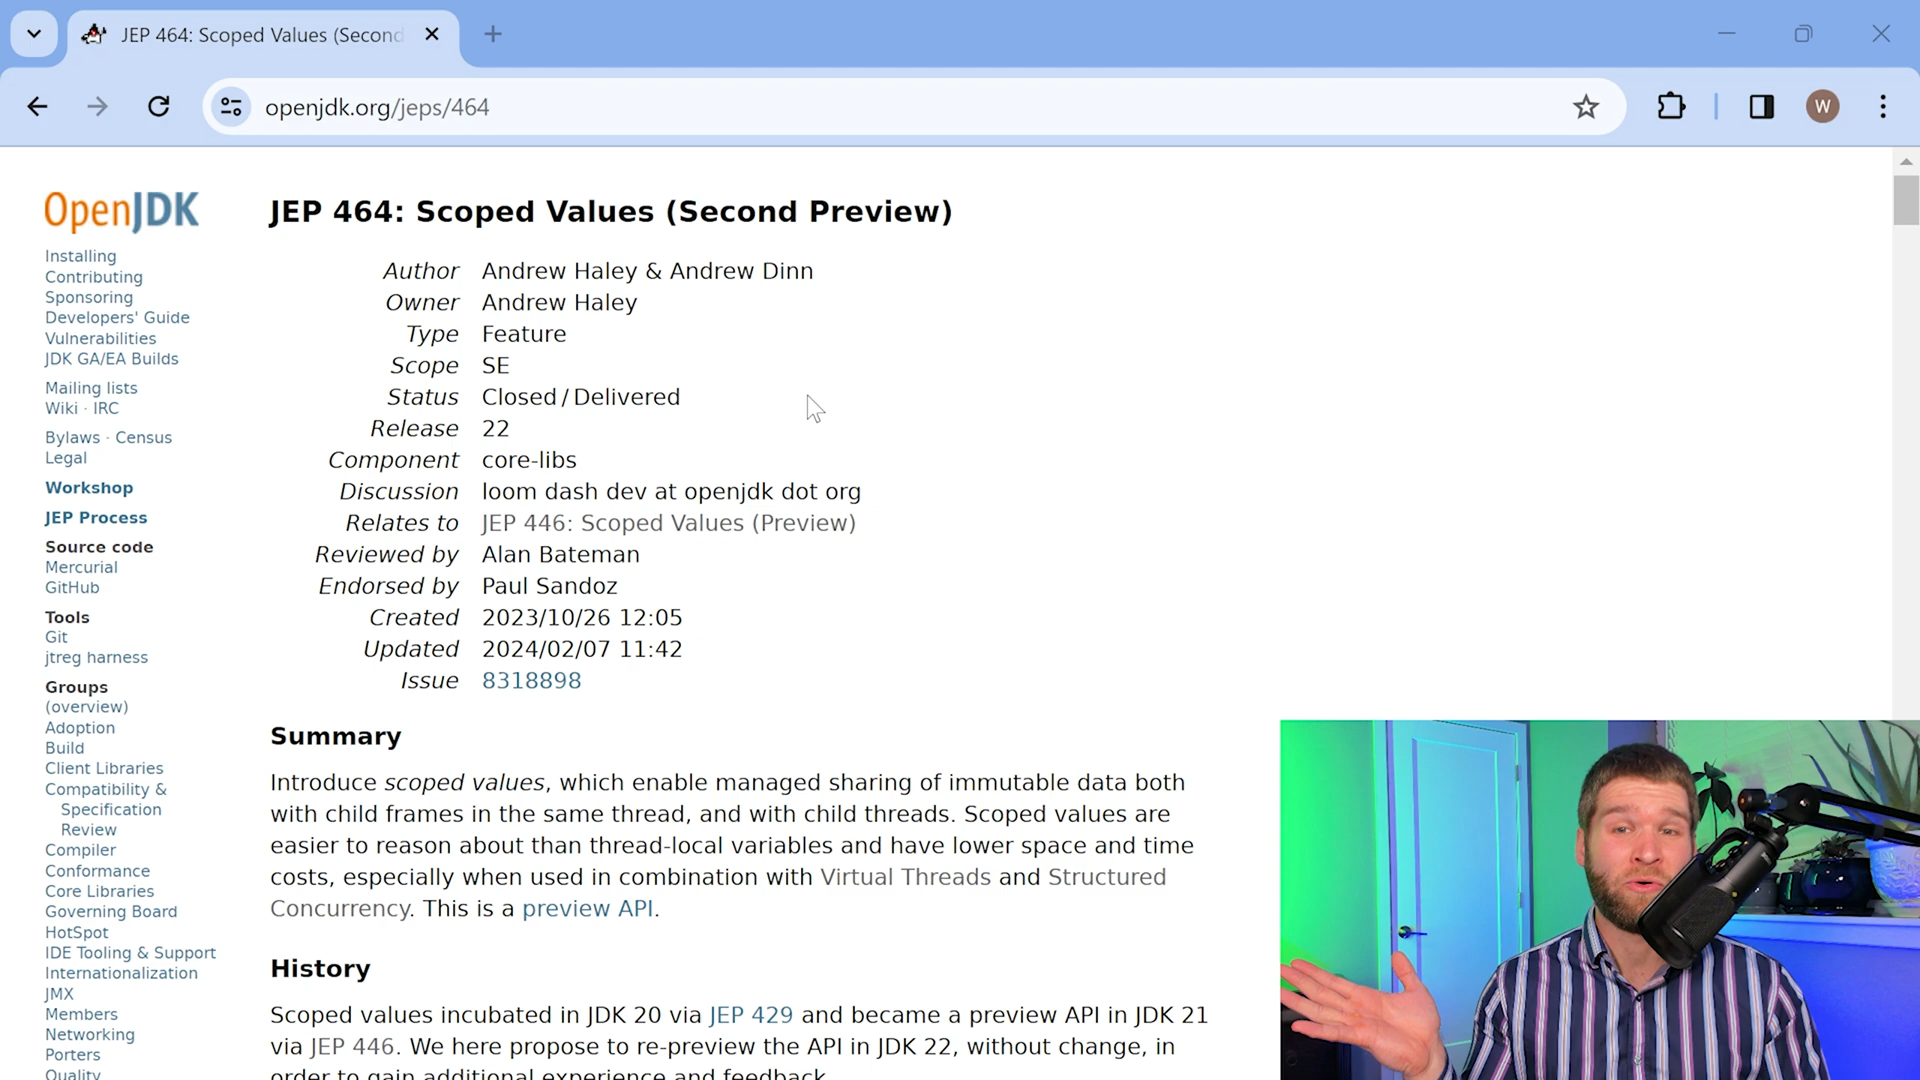 JEP 464: Scoped Values (Second
openjdk.org/jeps/464
W
OpenJDK
Installing
Contributing
Sponsoring
Developers' Guide
Vulnerabilities
JDK GA/EA Builds
Mailing lists
Wiki · IRC
Bylaws · Census
Legal
Workshop
JEP Process
Source code
Mercurial
GitHub
Tools
Git
jtreg harness
Groups
(overview)
Adoption
Build
Client Libraries
Compatibility &
Specification
Review
Compiler
Conformance
Core Libraries
Governing Board
HotSpot
IDE Tooling & Support
Internationalization
JMX
Members
Networking
Porters
Quality
JEP 464: Scoped Values (Second Preview)
Author Andrew Haley & Andrew Dinn
Owner Andrew Haley
Type Feature
Scope SE
Status Closed / Delivered
Release 22
Component core-libs
Discussion loom dash dev at openjdk dot org
Relates to JEP 446: Scoped Values (Preview)
Reviewed by Alan Bateman
Endorsed by Paul Sandoz
Created 2023/10/26 12:05
Updated 2024/02/07 11:42
Issue 8318898
Summary
Introduce scoped values, which enable managed sharing of immutable data both
with child frames in the same thread, and with child threads. Scoped values are
easier to reason about than thread-local variables and have lower space and time
costs, especially when used in combination with Virtual Threads and Structured
Concurrency. This is a preview API.
History
Scoped values incubated in JDK 20 via JEP 429 and became a preview API in JDK 21
via JEP 446. We here propose to re-preview the API in JDK 22, without change, in
order to gain additional experience and feedback.